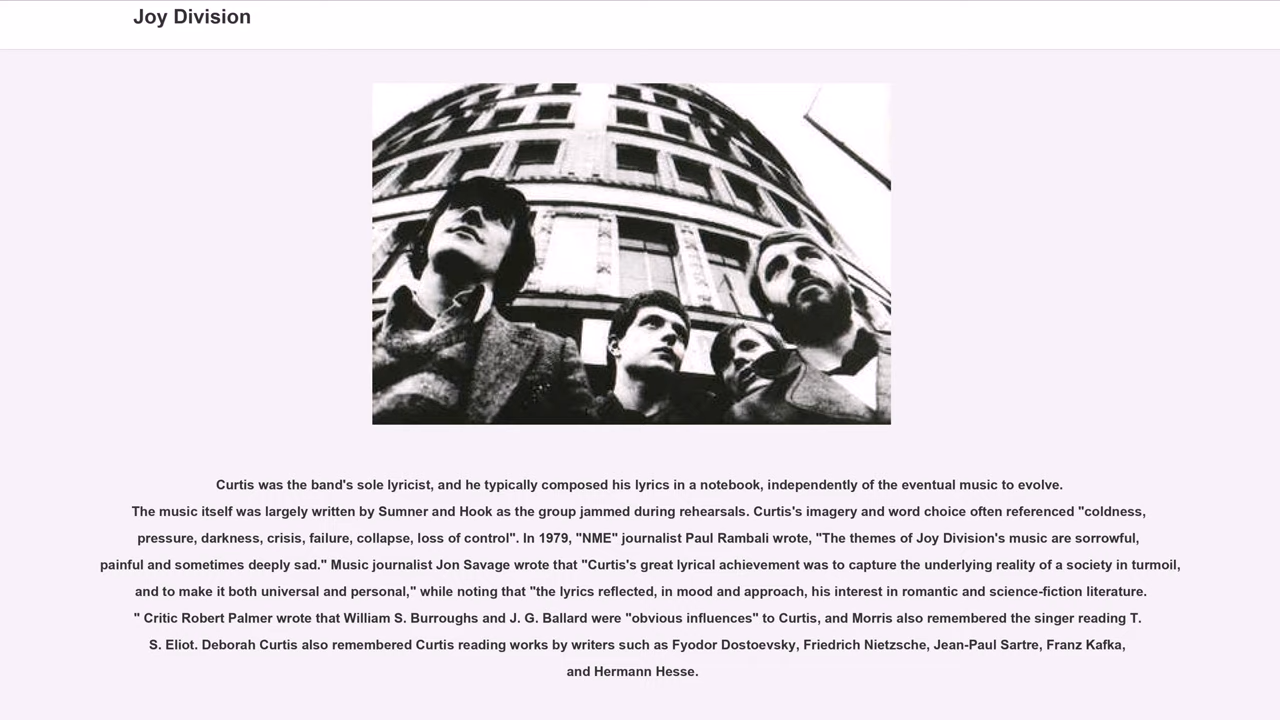 Joy Division
Curtis was the band's sole lyricist, and he typically composed his lyrics in a notebook, independently of the eventual music to evolve.
The music itself was largely written by Sumner and Hook as the group jammed during rehearsals. Curtis's imagery and word choice often referenced "coldness,
pressure, darkness, crisis, failure, collapse, loss of control". In 1979, "NME" journalist Paul Rambali wrote, "The themes of Joy Division's music are sorrowful,
painful and sometimes deeply sad." Music journalist Jon Savage wrote that "Curtis's great lyrical achievement was to capture the underlying reality of a society in turmoil,
and to make it both universal and personal," while noting that "the lyrics reflected, in mood and approach, his interest in romantic and science-fiction literature.
" Critic Robert Palmer wrote that William S. Burroughs and J. G. Ballard were "obvious influences" to Curtis, and Morris also remembered the singer reading T.
S. Eliot. Deborah Curtis also remembered Curtis reading works by writers such as Fyodor Dostoevsky, Friedrich Nietzsche, Jean-Paul Sartre, Franz Kafka,
and Hermann Hesse.